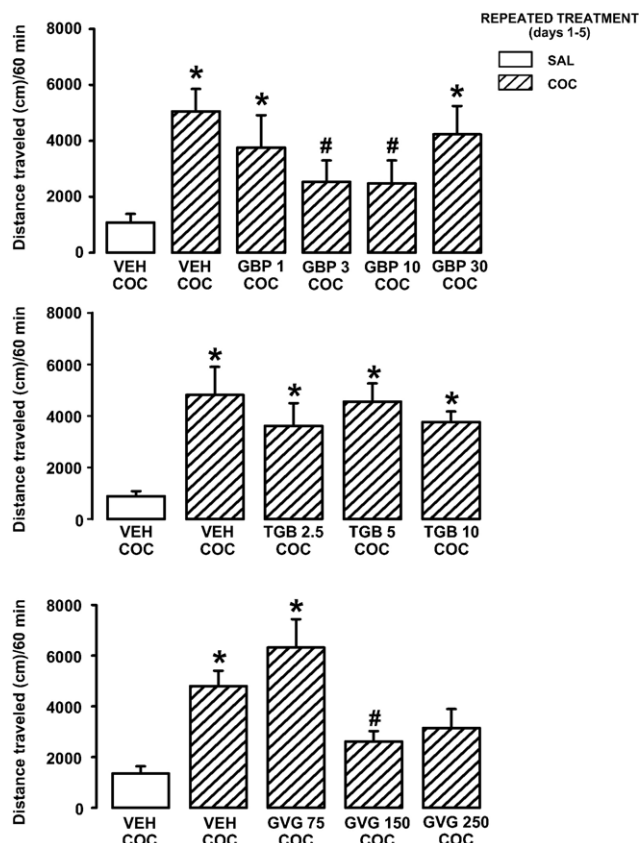 REPEATED TREATMENT
(days 1-5)
SAL
COC
Distance traveled (cm)/60 min
8000
6000
4000
2000
0
* * # # *
VEH VEH GBP 1 GBP 3 GBP 10 GBP 30
COC COC COC COC COC COC
Distance traveled (cm)/60 min
8000
6000
4000
2000
0
* * * *
VEH VEH TGB 2.5 TGB 5 TGB 10
COC COC COC COC COC
Distance traveled (cm)/60 min
8000
6000
4000
2000
0
* * #
VEH VEH GVG 75 GVG 150 GVG 250
COC COC COC COC COC